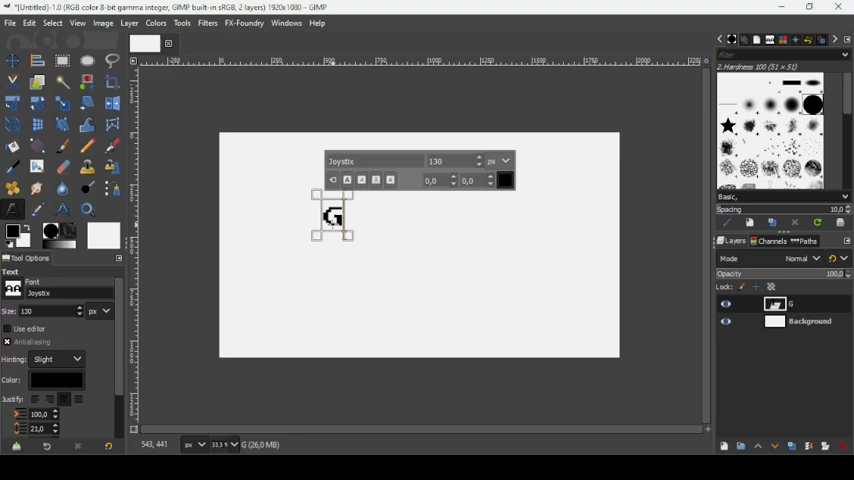 *[Untitled]-1.0 (RGB color 8-bit gamma integer, GIMP built-in sRGB, 2 layers) 1920x1080 – GIMP
File Edit Select View Image Layer Colors Tools Filters FX-Foundry Windows Help
filter
2. Hardness 100 (51 × 51)
Joystix 130 px
0,0 0,0
G
Basic,
Spacing 10,0
Layers Channels Paths
Tool Options
Mode Normal
Text
Opacity 100,0
Font
Joystix
Lock:
Size: 130 px
G
Use editor
Background
Antialiasing
Hinting: Slight
Color:
Justify:
100,0
21,0
543, 441 px 33.3 % G (26,0 MB)